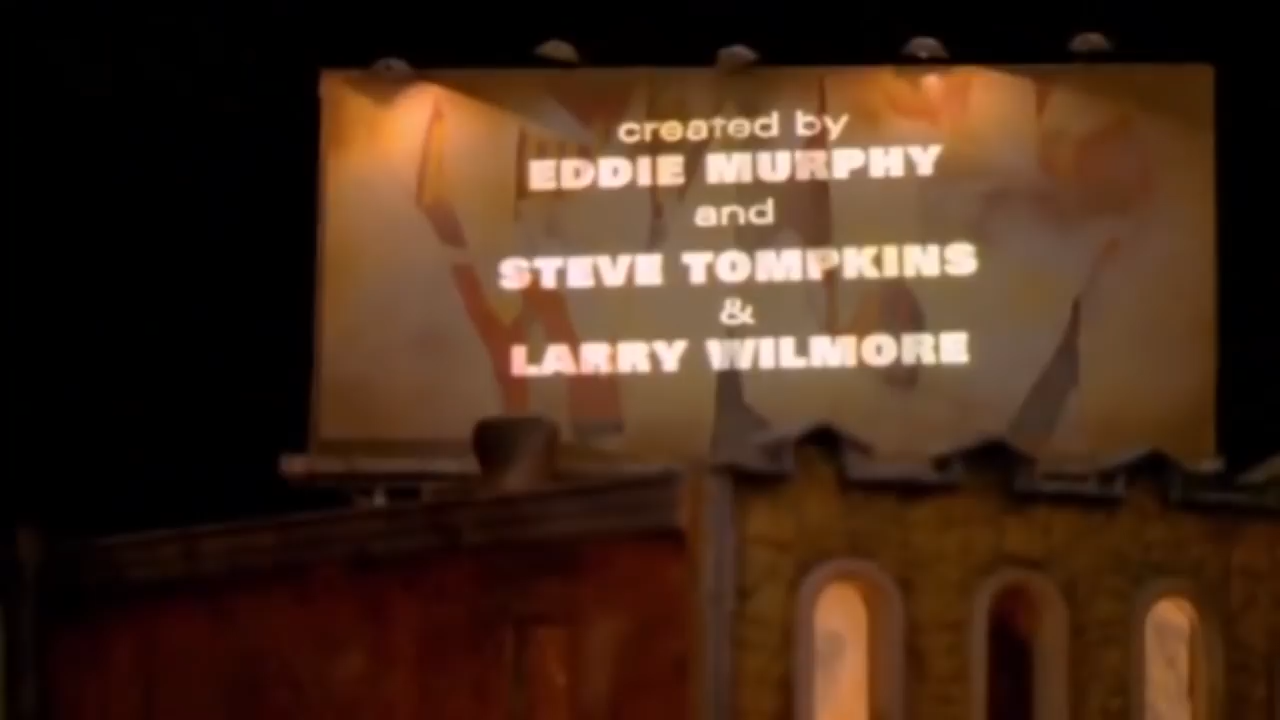 created by
EDDIE MURPHY
and
STEVE TOMPKINS
&
LARRY WILMORE